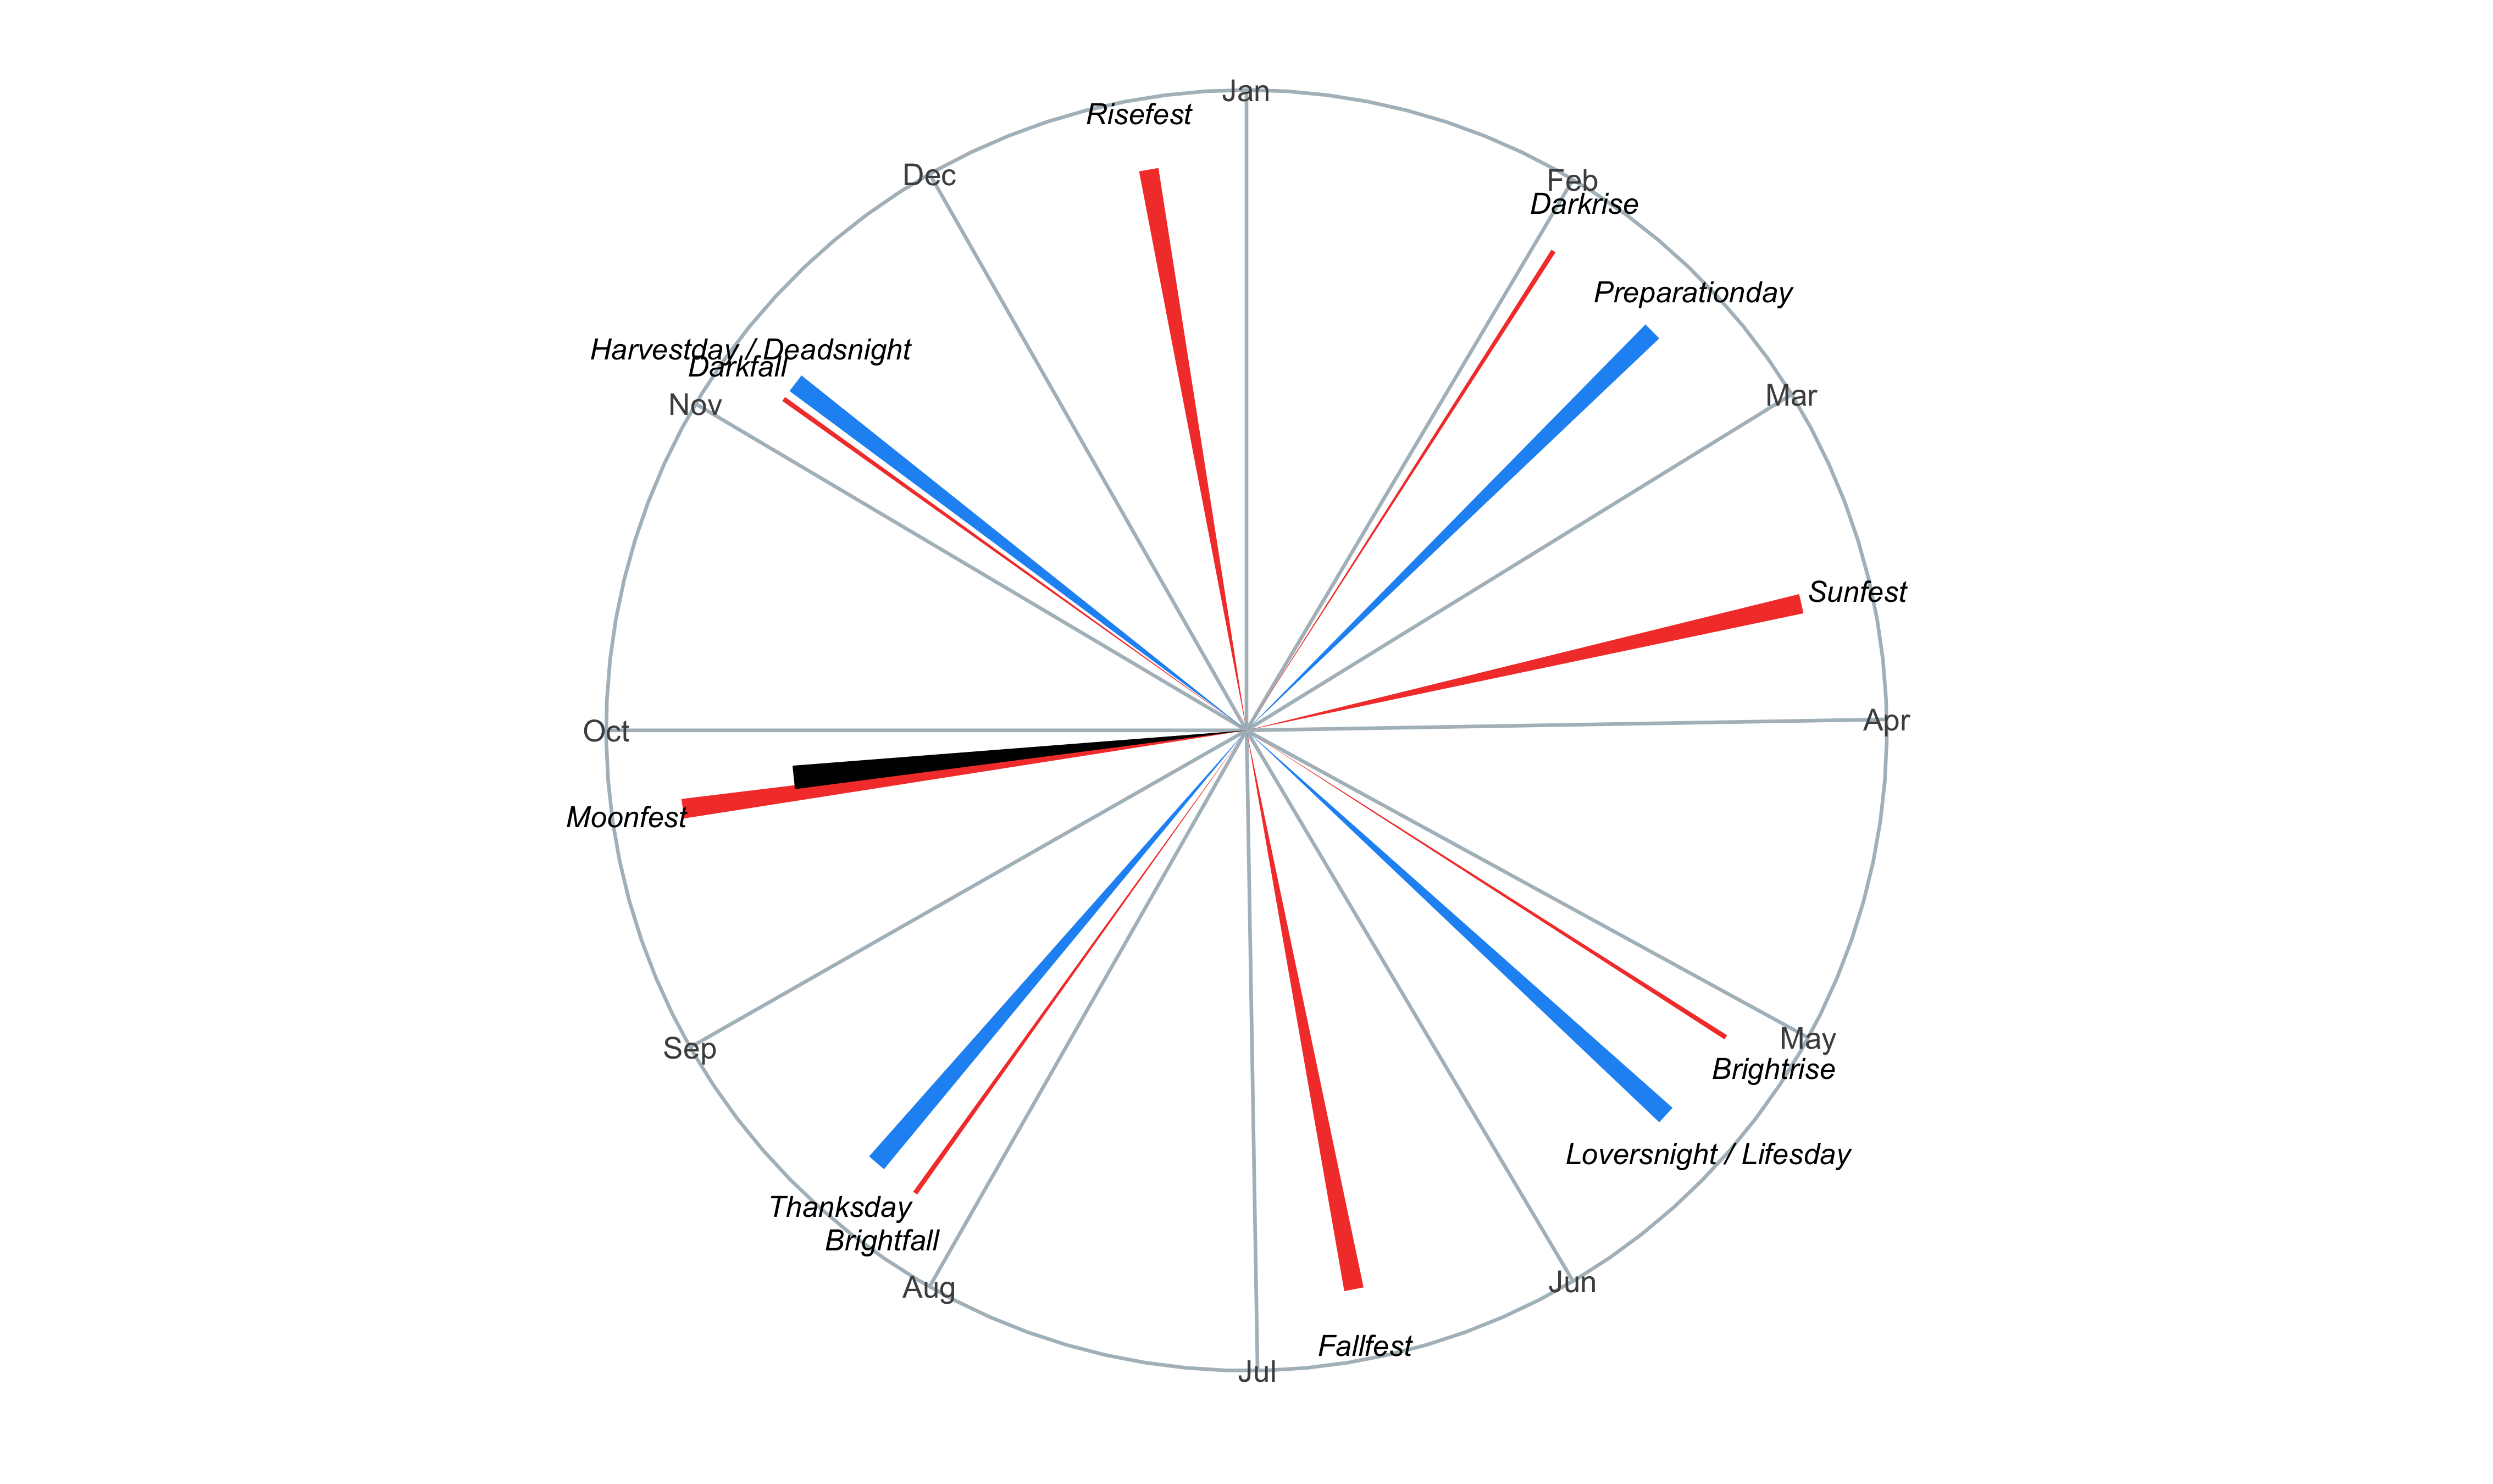 Jan
Risefest
Dec
Feb
Darkrise
Preparationday
Harvestday / Deadsnight
Darkfall
Nov
Mar
Sunfest
Oct
Apr
Moonfest
Sep
May
Brightrise
Loversnight / Lifesday
Thanksday
Brightfall
Aug
Jun
Fallfest
Jul